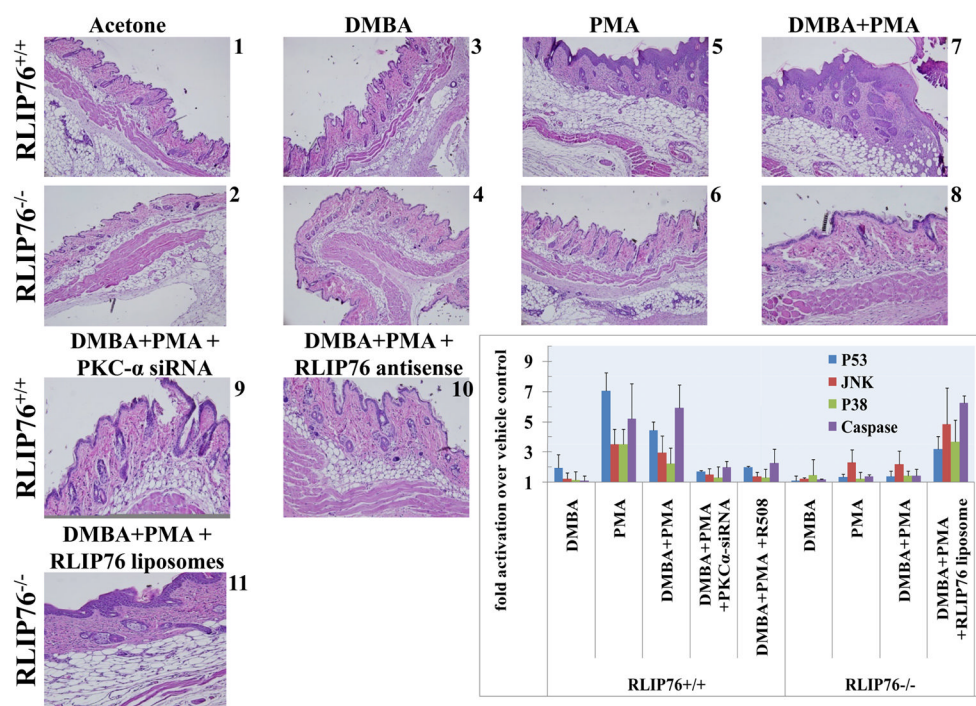 Acetone DMBA PMA DMBA+PMA
RLIP76+/+ 1 3 5 7
RLIP76-/- 2 4 6 8
DMBA+PMA +
PKC-α siRNA
DMBA+PMA +
RLIP76 antisense
RLIP76+/+ 9 10
DMBA+PMA +
RLIP76 liposomes
RLIP76-/- 11
fold activation over vehicle control
9
7
5
3
1
P53
JNK
P38
Caspase
DMBA
PMA
DMBA+PMA
DMBA+PMA
+PKCα-siRNA
DMBA+PMA +R508
DMBA
PMA
DMBA+PMA
DMBA+PMA
+RLIP76 liposome
RLIP76+/+
RLIP76-/-